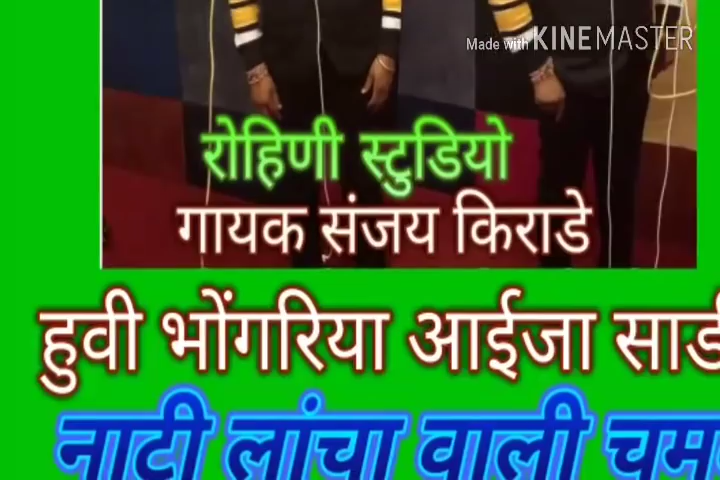 Made with KINEMASTER
रोहिणी स्टुडियो
गायक संजय किराडे
हुवी भोंगरिया आईजा
नाटी लांचा वाली